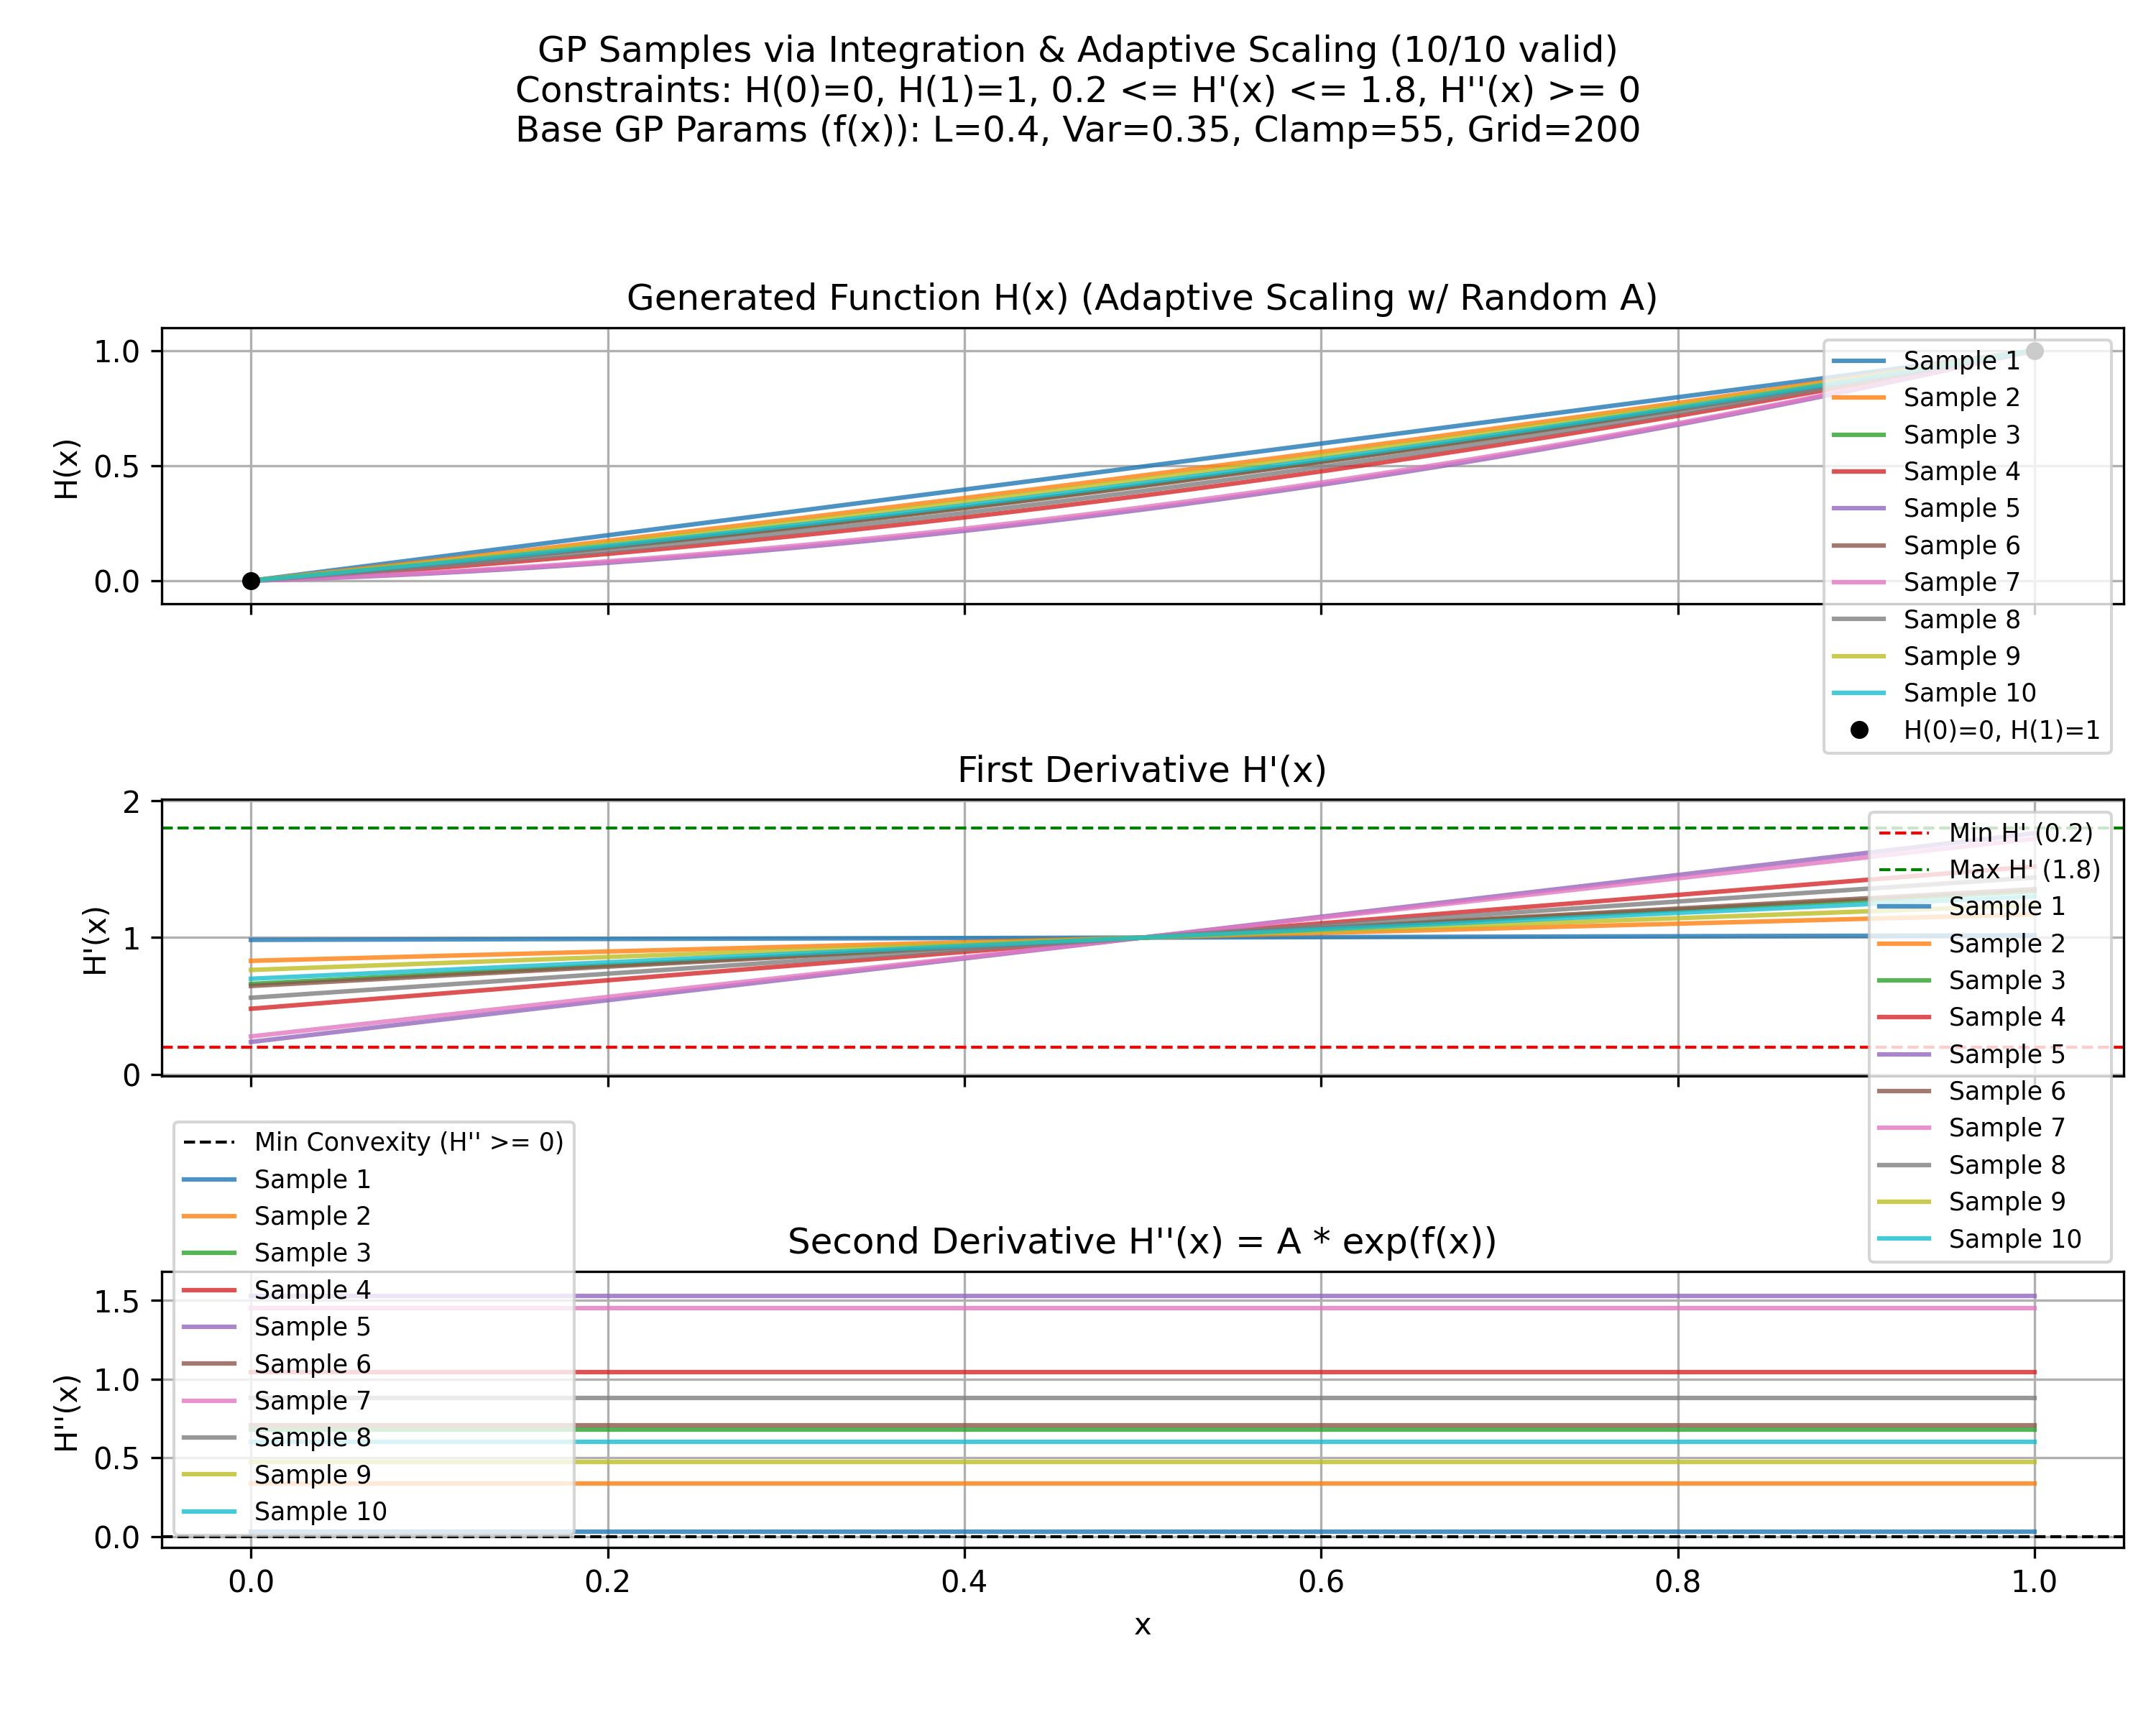 GP Samples via Integration & Adaptive Scaling (10/10 valid)
Constraints: H(0)=0, H(1)=1, 0.2 <= H'(x) <= 1.8, H''(x) >= 0
Base GP Params (f(x)): L=0.4, Var=0.35, Clamp=55, Grid=200
Generated Function H(x) (Adaptive Scaling w/ Random A)
H(x)
1.0
0.5
0.0
Sample 1
Sample 2
Sample 3
Sample 4
Sample 5
Sample 6
Sample 7
Sample 8
Sample 9
Sample 10
H(0)=0, H(1)=1
First Derivative H'(x)
H'(x)
2
1
0
Min H' (0.2)
Max H' (1.8)
Sample 1
Sample 2
Sample 3
Sample 4
Sample 5
Sample 6
Sample 7
Sample 8
Sample 9
Sample 10
Second Derivative H''(x) = A * exp(f(x))
H''(x)
1.5
1.0
0.5
0.0
Min Convexity (H'' >= 0)
Sample 1
Sample 2
Sample 3
Sample 4
Sample 5
Sample 6
Sample 7
Sample 8
Sample 9
Sample 10
0.0 0.2 0.4 0.6 0.8 1.0
x